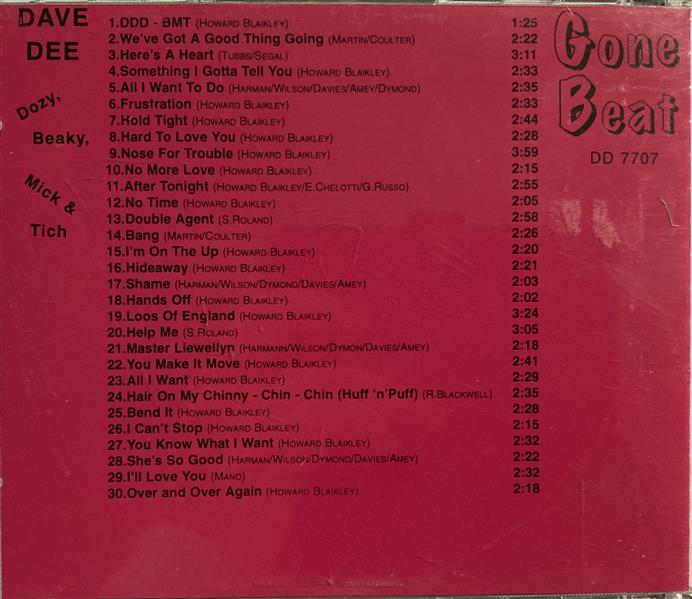 DAVE
DEE
Dozy,
Beaky,
Mick &
Tich
1.DDD - BMT (Howard Blaikley) 1:25
2.We've Got A Good Thing Going (Martin/Coulter) 2:22
3.Here's A Heart (Tubbs/Segal) 3:11
4.Something I Gotta Tell You (Howard Blaikley) 2:33
5.All I Want To Do (Harman/Wilson/Davies/Amey/Dymond) 2:35
6.Frustration (Howard Blaikley) 2:33
7.Hold Tight (Howard Blaikley) 2:44
8.Hard To Love You (Howard Blaikley) 2:28
9.Nose For Trouble (Howard Blaikley) 3:59
10.No More Love (Howard Blaikley) 2:15
11.After Tonight (Howard Blaikley/E.Chelotti/G.Russo) 2:55
12.No Time (Howard Blaikley) 2:05
13.Double Agent (S.Roland) 2:58
14.Bang (Martin/Coulter) 2:26
15.I'm On The Up (Howard Blaikley) 2:20
16.Hideaway (Howard Blaikley) 2:21
17.Shame (Harman/Wilson/Dymond/Davies/Amey) 2:03
18.Hands Off (Howard Blaikley) 2:02
19.Loos Of England (Howard Blaikley) 3:24
20.Help Me (S.Roland) 3:05
21.Master Liewellyn (Harmann/Wilson/Dymon/Davies/Amey) 2:18
22.You Make It Move (Howard Blaikley) 2:41
23.All I Want (Howard Blaikley) 2:29
24.Hair On My Chinny - Chin - Chin (Huff 'n'Puff) (R.Blackwell) 2:35
25.Bend It (Howard Blaikley) 2:28
26.I Can't Stop (Howard Blaikley) 2:15
27.You Know What I Want (Howard Blaikley) 2:32
28.She's So Good (Harman/Wilson/Dymond/Davies/Amey) 2:22
29.I'll Love You (Mano) 2:32
30.Over and Over Again (Howard Blaikley) 2:18
Gone
Beat
DD 7707